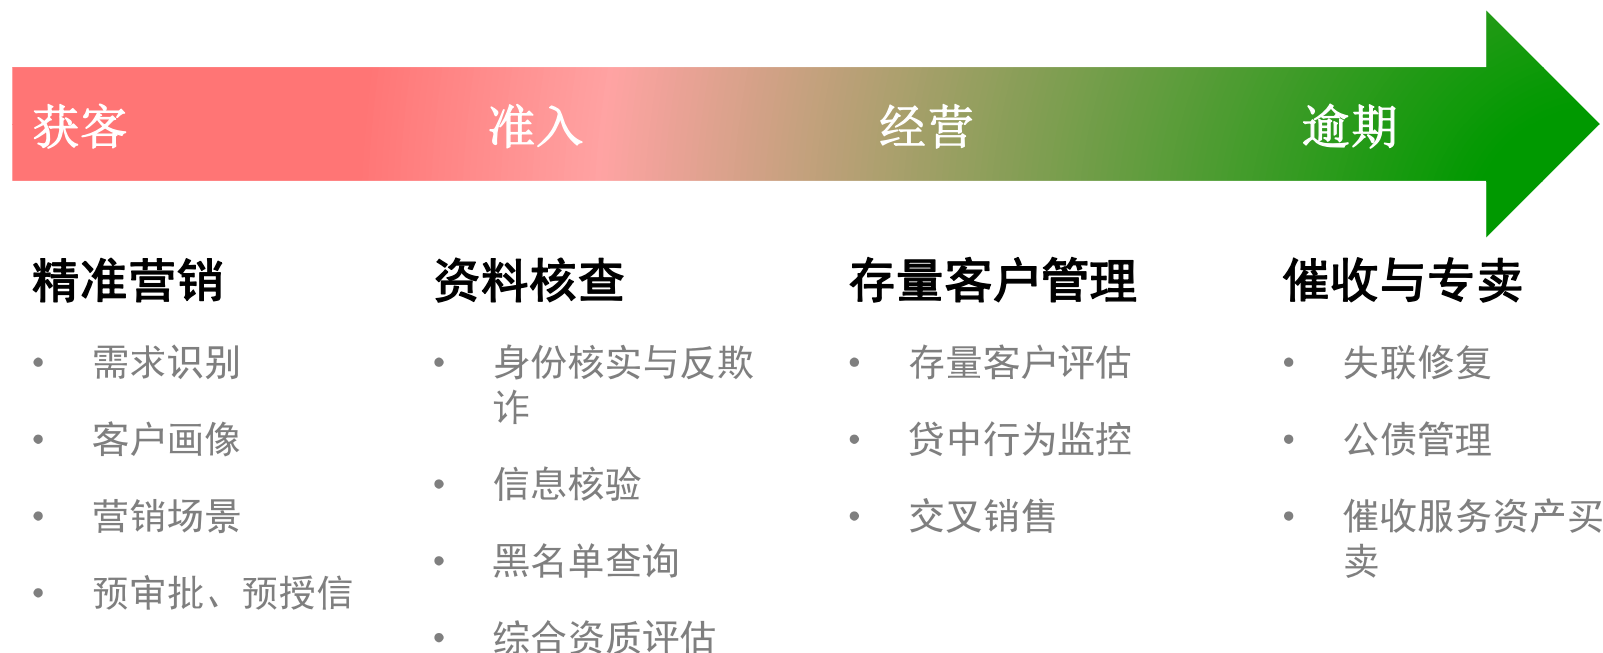 获客
准入
经营
逾期
精准营销
• 需求识别
• 客户画像
• 营销场景
• 预审批、预授信
资料核查
• 身份核实与反欺
诈
• 信息核验
• 黑名单查询
• 综合资质评估
存量客户管理
• 存量客户评估
• 贷中行为监控
• 交叉销售
催收与专卖
• 失联修复
• 公债管理
• 催收服务资产买
卖